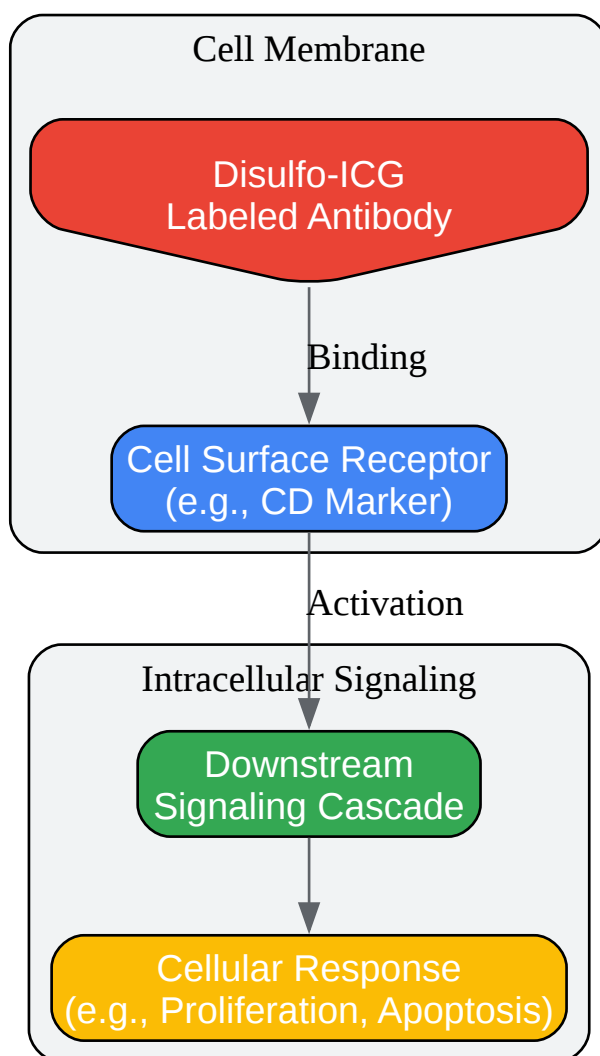 Cell Membrane
Disulfo-ICG
Labeled Antibody
Binding
Cell Surface Receptor
(e.g., CD Marker)
Activation
Intracellular Signaling
Downstream
Signaling Cascade
Cellular Response
(e.g., Proliferation, Apoptosis)